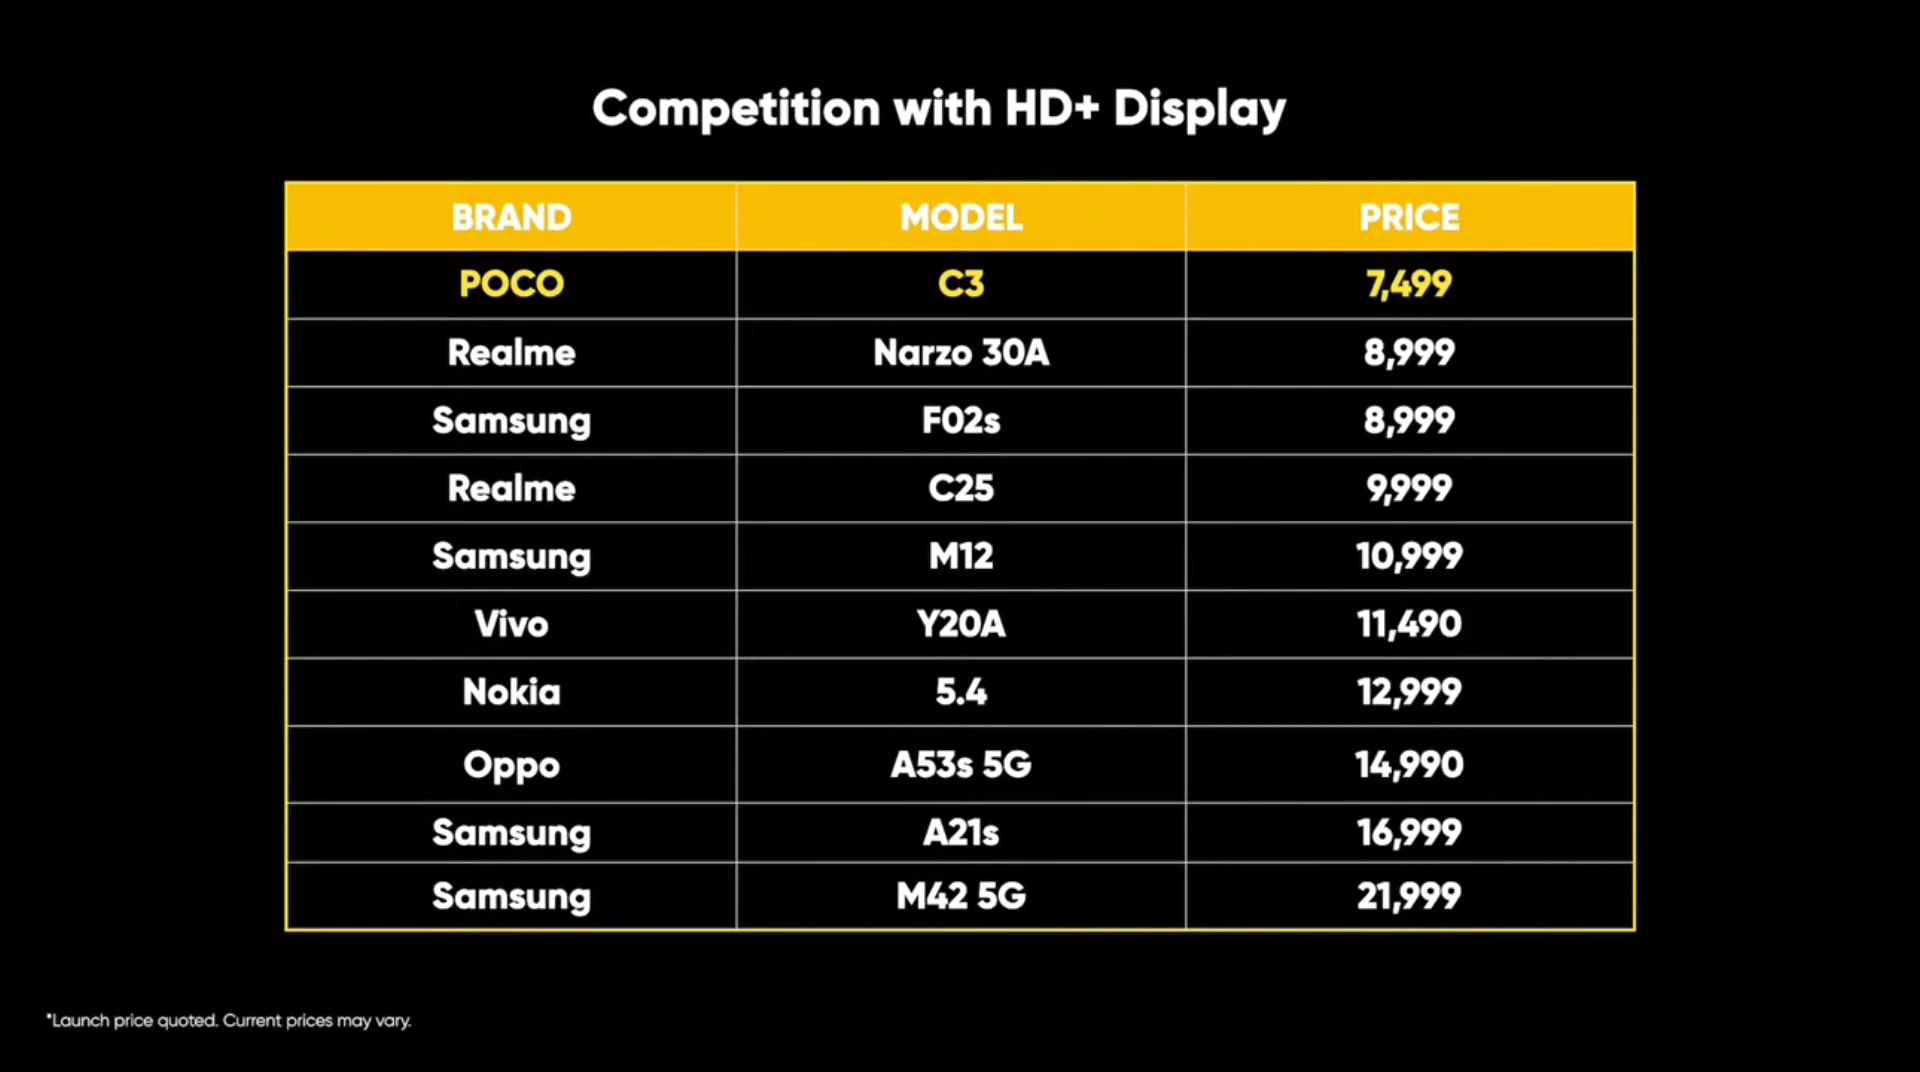 Competition with HD+ Display
BRAND MODEL PRICE
POCO C3 7,499
Realme Narzo 30A 8,999
Samsung F02s 8,999
Realme C25 9,999
Samsung M12 10,999
Vivo Y20A 11,490
Nokia 5.4 12,999
Oppo A53s 5G 14,990
Samsung A21s 16,999
Samsung M42 5G 21,999
*Launch price quoted. Current prices may vary.